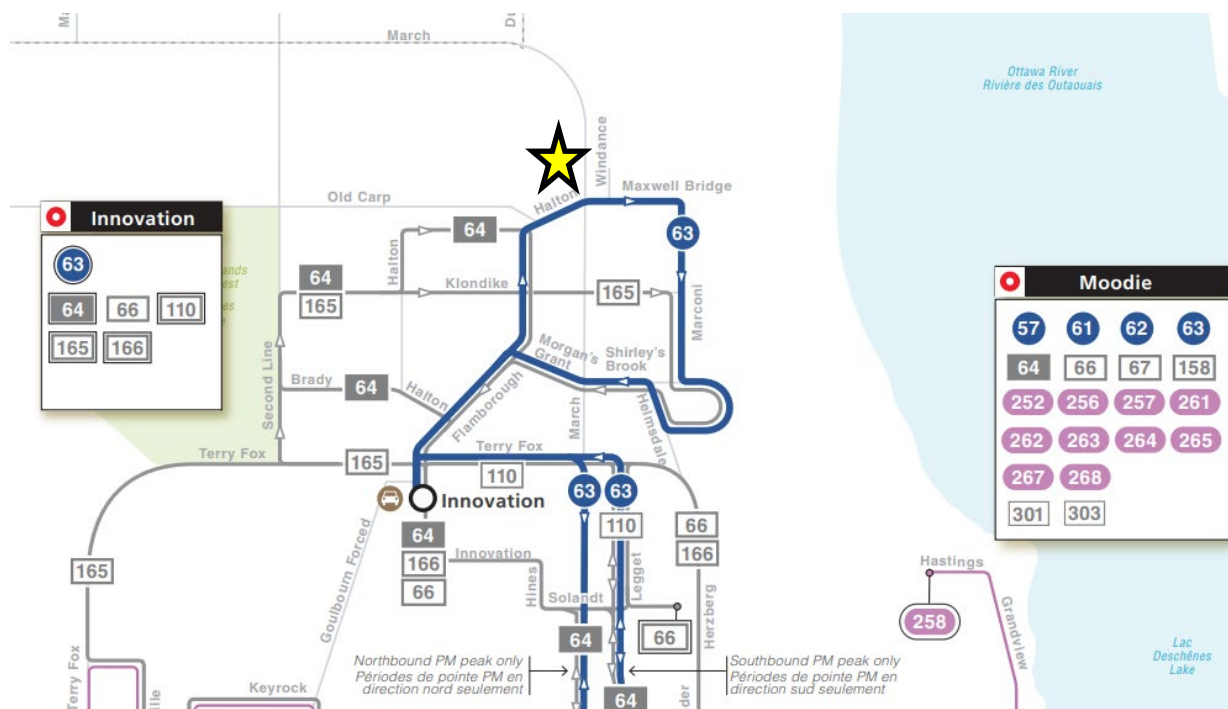 March
Ottawa River
Rivière des Outaouais
Windance
Maxwell Bridge
Old Carp
Halton
Innovation
63
64 66 110
165 166
64
63
Halton
64
165
Klondike
165
Marconi
Moodie
57 61 62 63
64 66 67 158
252 256 257 261
262 263 264 265
267 268
301 303
Second Line
Brady
64
Halton
Flamborough
Morgan's
Grant
Shirley's
Brook
March
Helmsdale
Terry Fox
165
Terry Fox
110
63
63
Innovation
64
166
66
110
66
166
165
Goulbourn Forced
Innovation
Hines
Solandt
Legget
Herzberg
64
66
Hastings
258
Grandview
Lac
Deschênes
Lake
Northbound PM peak only
Périodes de pointe PM en
direction nord seulement
Southbound PM peak only
Périodes de pointe PM en
direction sud seulement
64
Terry Fox
Keyrock